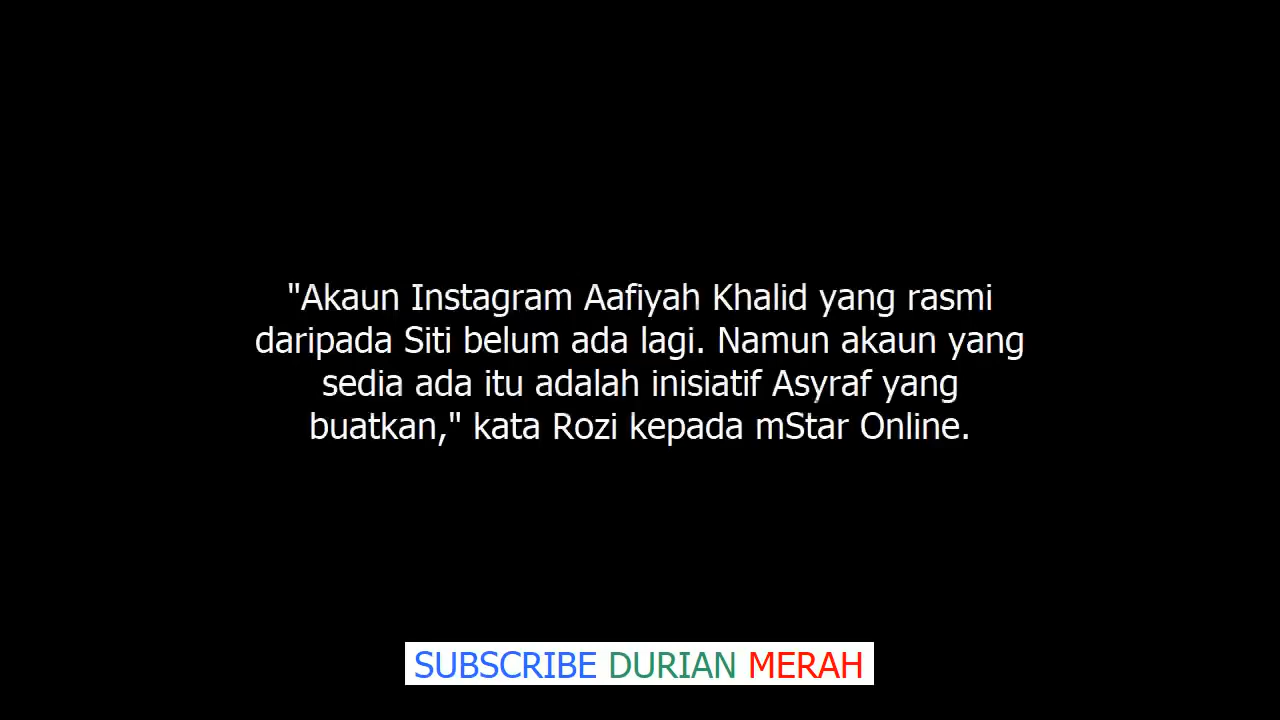 "Akaun Instagram Aafiyah Khalid yang rasmi
daripada Siti belum ada lagi. Namun akaun yang
sedia ada itu adalah inisiatif Asyraf yang
buatkan," kata Rozi kepada mStar Online.
SUBSCRIBE DURIAN MERAH